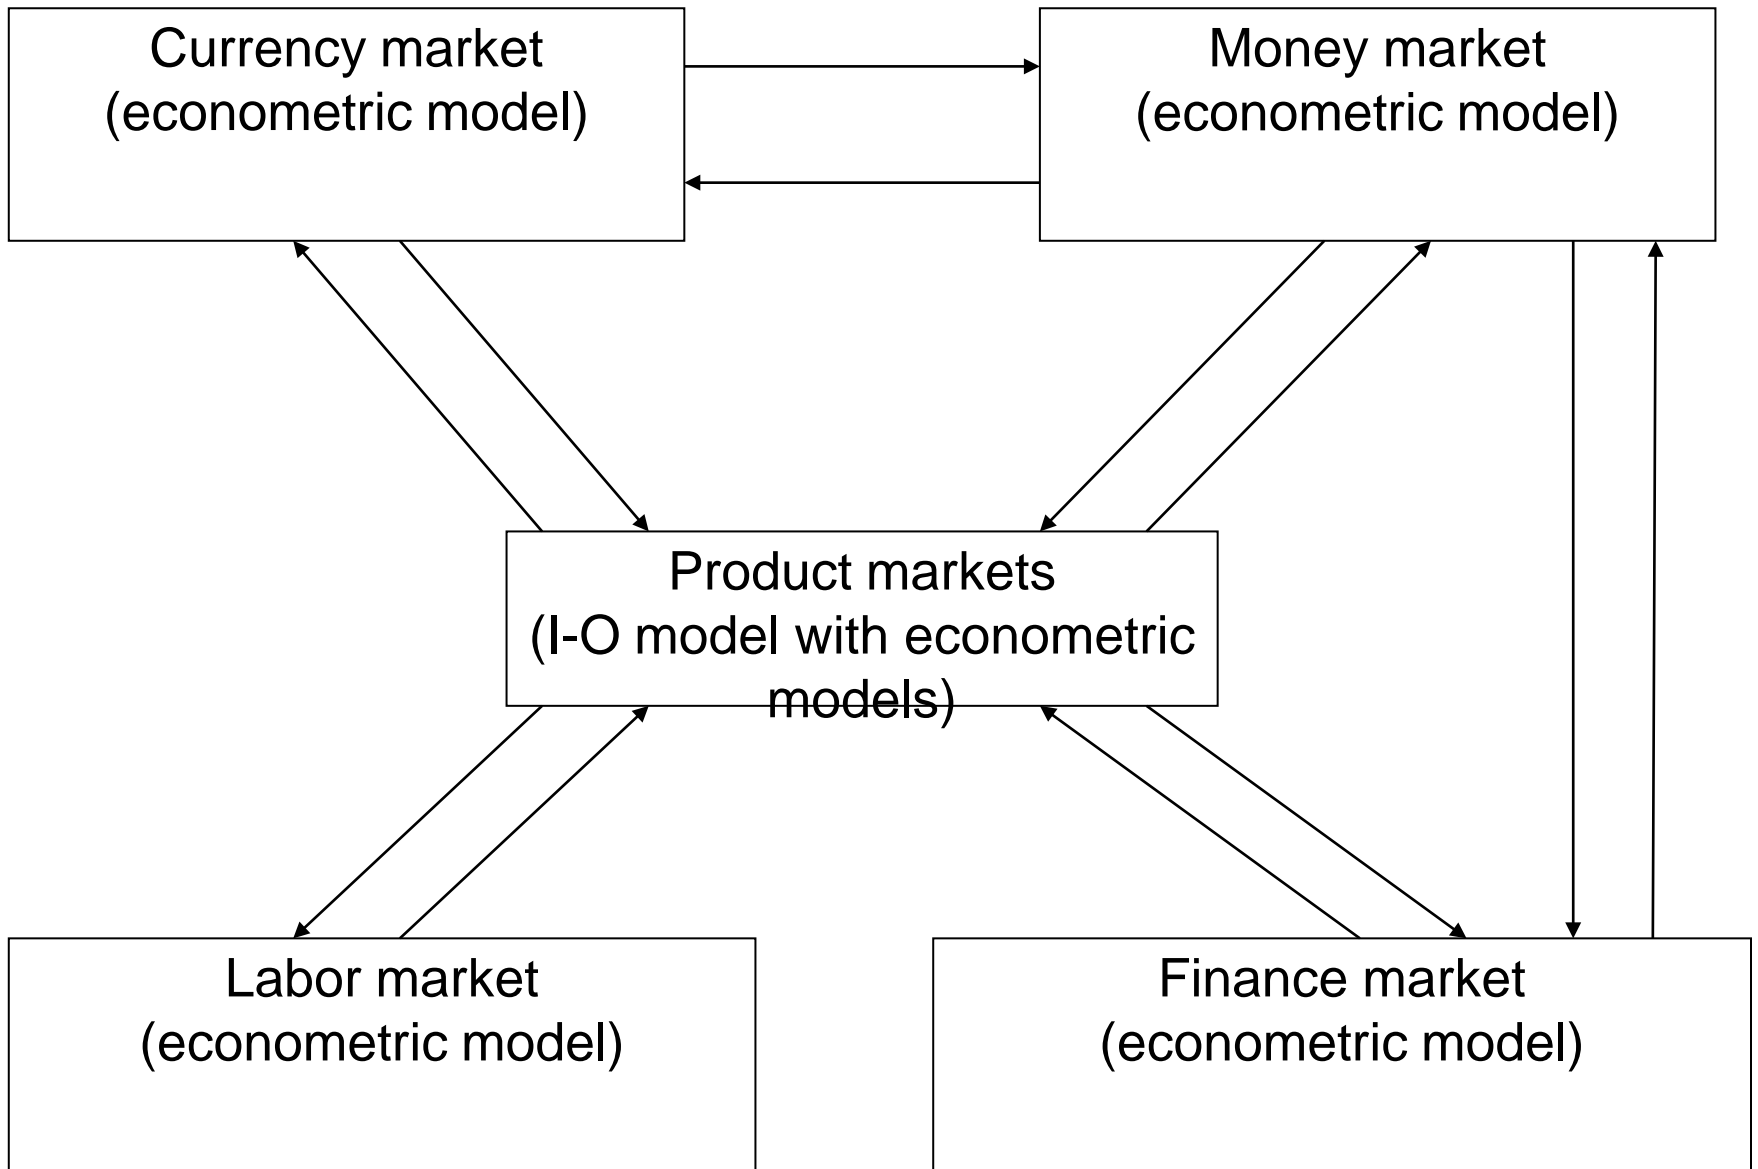 Currency market
(econometric model)
Money market
(econometric model)
Product markets
(I-O model with econometric
models)
Labor market
(econometric model)
Finance market
(econometric model)